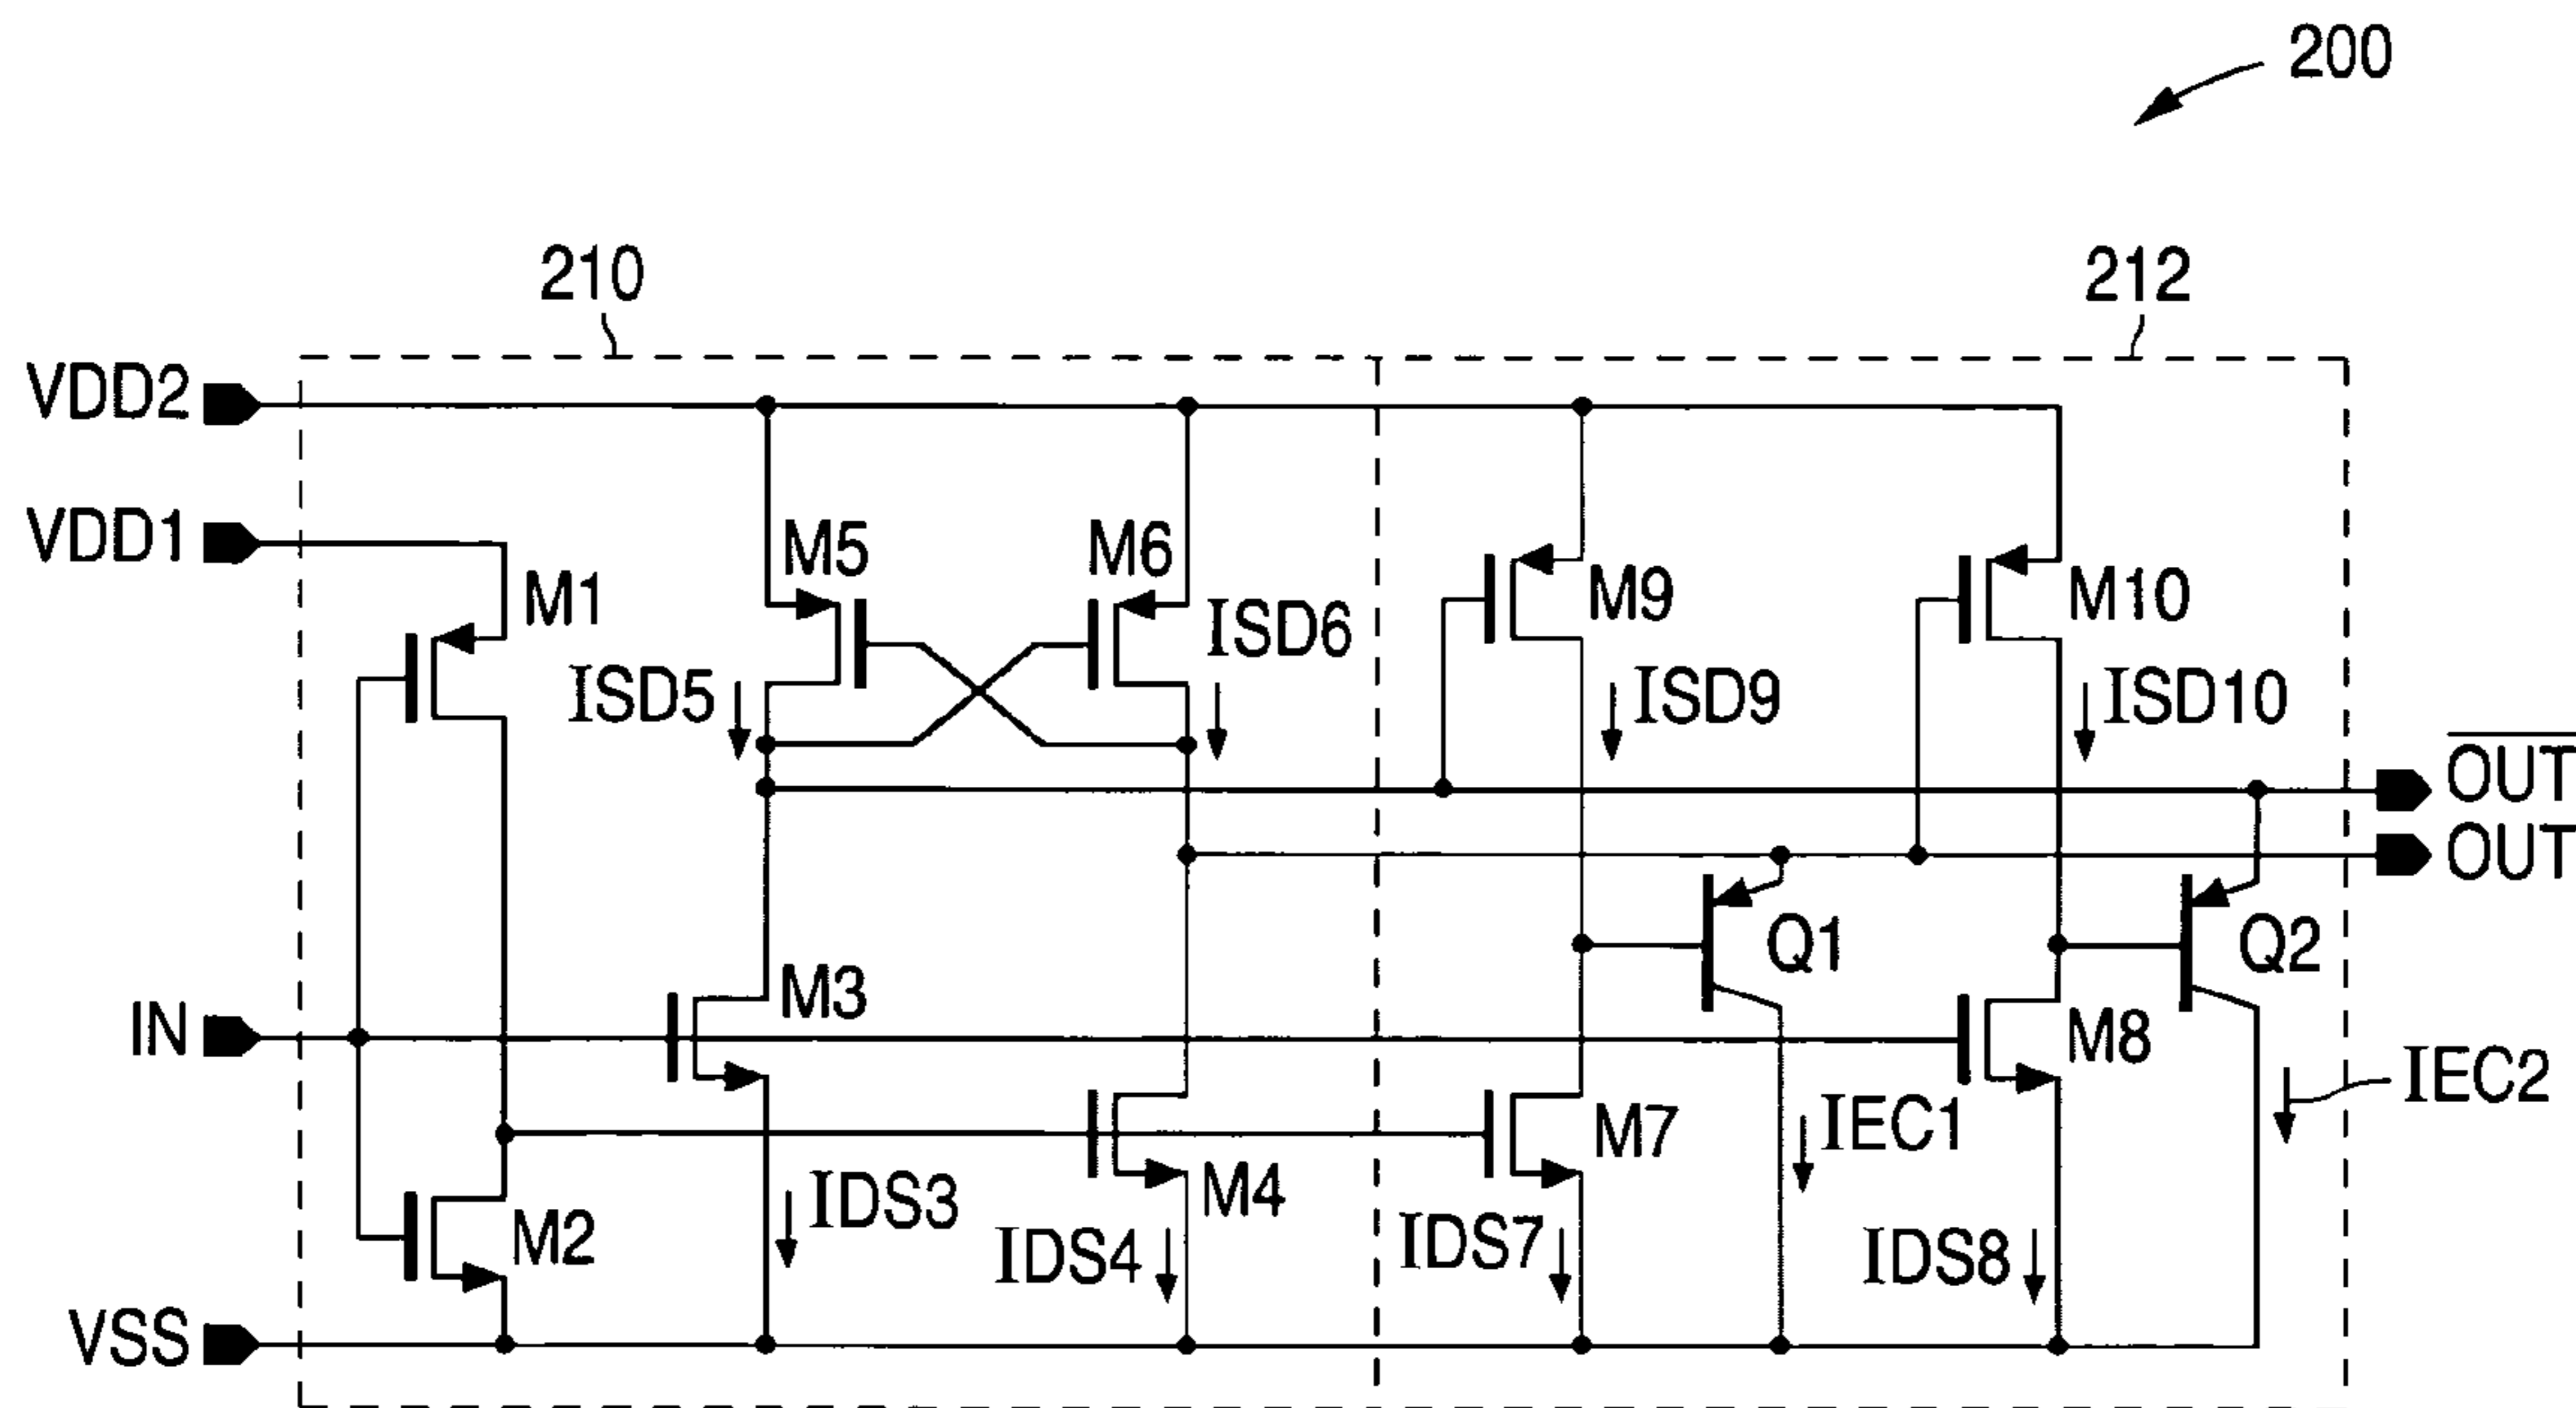 200
210
212
VDD2
VDD1
M1
M5
M6
M9
M10
ISD5
ISD6
ISD9
ISD10
O̅U̅T̅
OUT
IN
M3
Q1
M8
Q2
M2
IDS3
M4
IDS4
M7
IDS7
IEC1
IDS8
IEC2
VSS